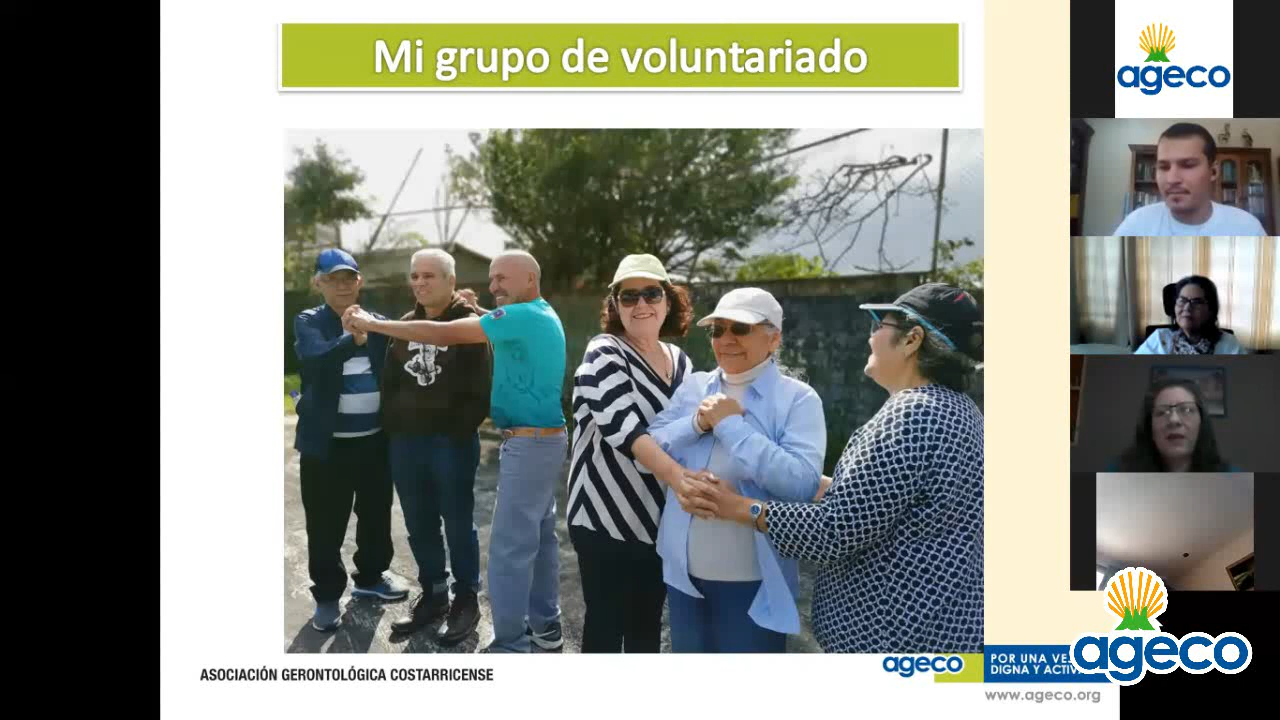 Mi grupo de voluntariado
ageco
ASOCIACIÓN GERONTOLÓGICA COSTARRICENSE
ageco
POR UNA VE
DIGNA Y ACTIV
www.ageco.org
ageco